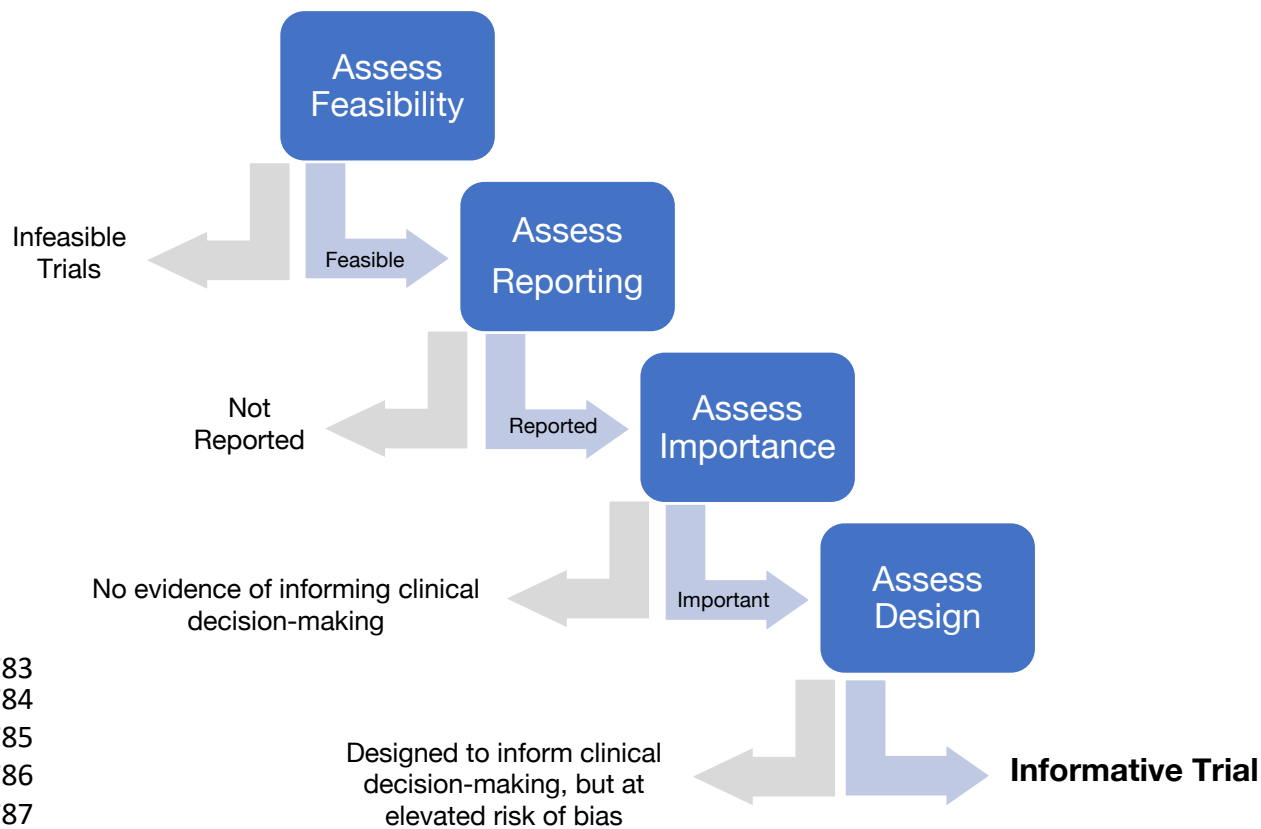 Assess
Feasibility
Infeasible
Trials
Feasible
Assess
Reporting
Not
Reported
Reported
Assess
Importance
No evidence of informing clinical
decision-making
Important
Assess
Design
83
84
85
86
87
Designed to inform clinical
decision-making, but at
elevated risk of bias
Informative Trial